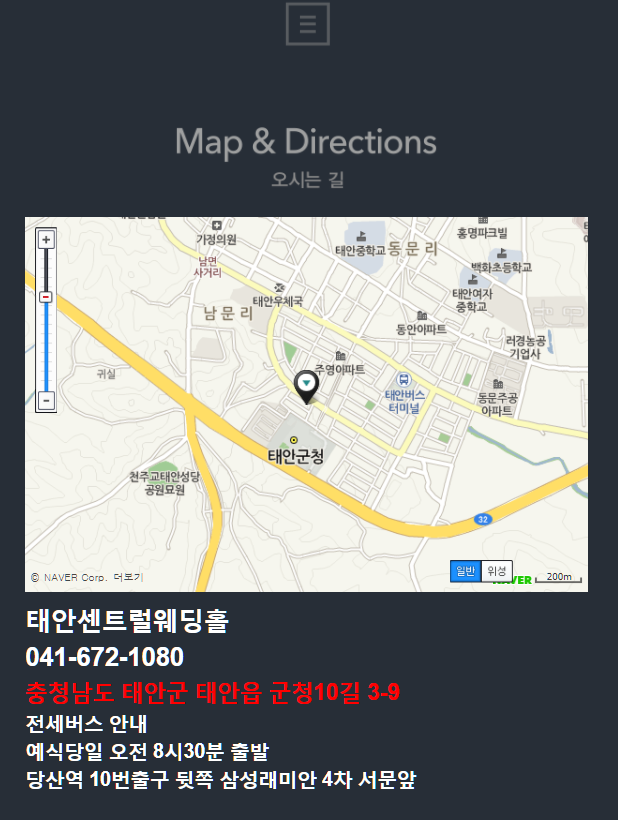 Map & Directions
오시는 길
가정의원
남면
사거리
태안중학교
동문리
홍명파크빌
백화초등학교
태안여자
중학교
태안우체국
남문리
동안아파트
러경농공
기업사
주영아파트
귀실
태안버스
터미널
동문주공
아파트
태안군청
천주교태안성당
공원묘원
32
일반
위성
© NAVER Corp. 더보기
NAVER
200m
태안센트럴웨딩홀
041-672-1080
충청남도 태안군 태안읍 군청10길 3-9
전세버스 안내
예식당일 오전 8시30분 출발
당산역 10번출구 뒷쪽 삼성래미안 4차 서문앞